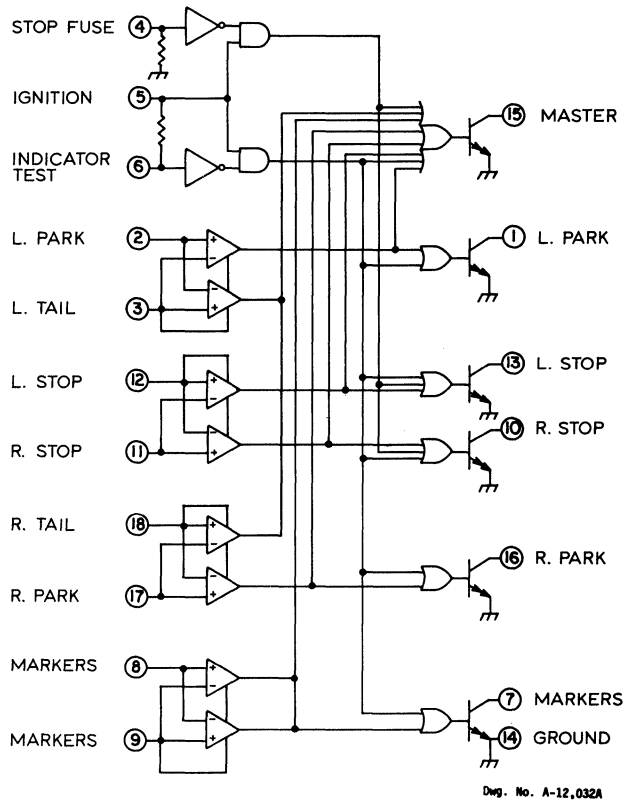 STOP FUSE 4
IGNITION 5
INDICATOR
TEST 6
L. PARK 2
L. TAIL 3
L. STOP 12
R. STOP 11
R. TAIL 18
R. PARK 17
MARKERS 8
MARKERS 9
15 MASTER
1 L. PARK
13 L. STOP
10 R. STOP
16 R. PARK
7 MARKERS
14 GROUND
+
−
−
+
+
−
−
+
+
−
−
+
+
−
−
+
Dwg. No. A-12,032A